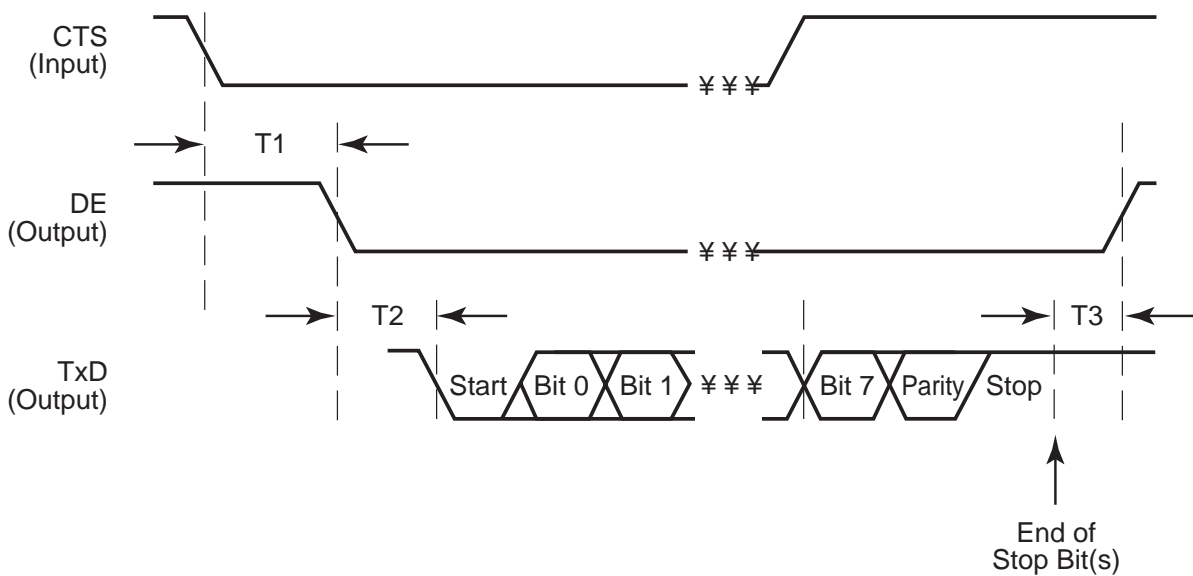 CTS
(Input)
¥ ¥ ¥
T1
DE
(Output)
¥ ¥ ¥
T2
T3
TxD
(Output)
Start
Bit 0
Bit 1
¥ ¥ ¥
Bit 7
Parity
Stop
End of
Stop Bit(s)